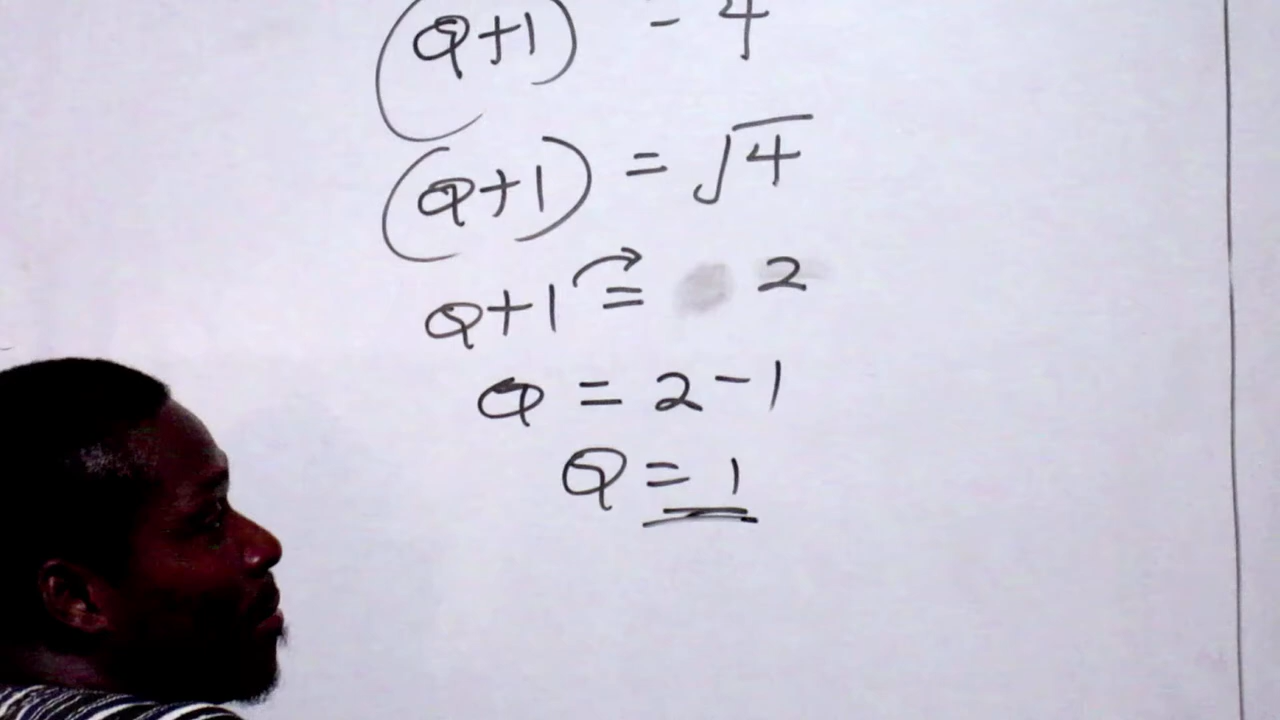 (Q+1) = 4
(Q+1) = √4
Q+1 = 2
Q = 2-1
Q = 1